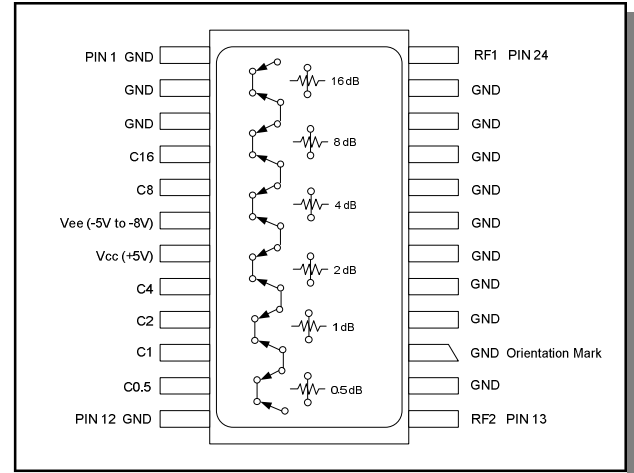 PIN 1 GND
GND
GND
C16
C8
Vee (-5V to -8V)
Vcc (+5V)
C4
C2
C1
C0.5
PIN 12 GND
16 dB
8 dB
4 dB
2 dB
1 dB
0.5 dB
RF1 PIN 24
GND
GND
GND
GND
GND
GND
GND
GND
GND Orientation Mark
GND
RF2 PIN 13